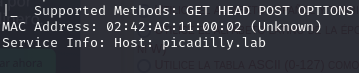 |_  Supported Methods: GET HEAD POST OPTIONS
MAC Address: 02:42:AC:11:00:02 (Unknown)
Service Info: Host: picadilly.lab